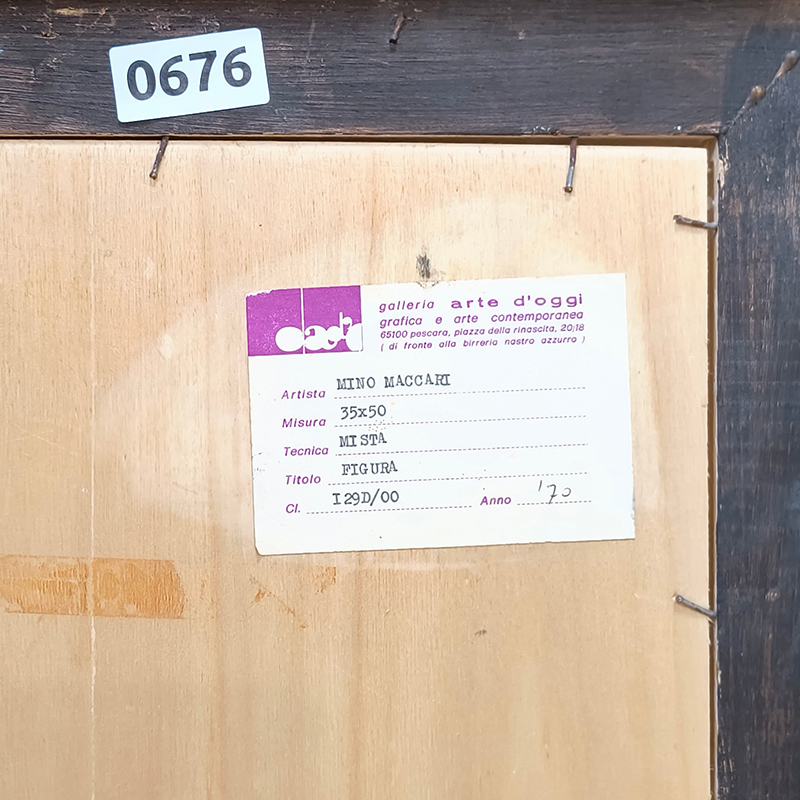 0676
galleria arte d'oggi
grafica e arte contemporanea
65100 pescara, piazza della rinascita, 20/18
( di fronte alla birreria nastro azzurro )
Artista MINO MACCARI
Misura 35x50
Tecnica MISTA
Titolo FIGURA
Cl. I29D/00 Anno '70